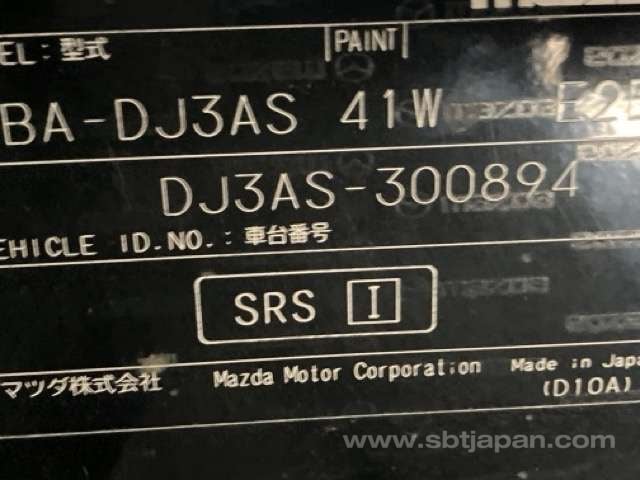 EL: 型式 PAINT
BA-DJ3AS 41W E2
DJ3AS-300894
EHICLE ID.NO.: 車台番号
SRS I
マツダ株式会社 Mazda Motor Corporation Made in Japa
(D10A)
www.sbtjapan.com